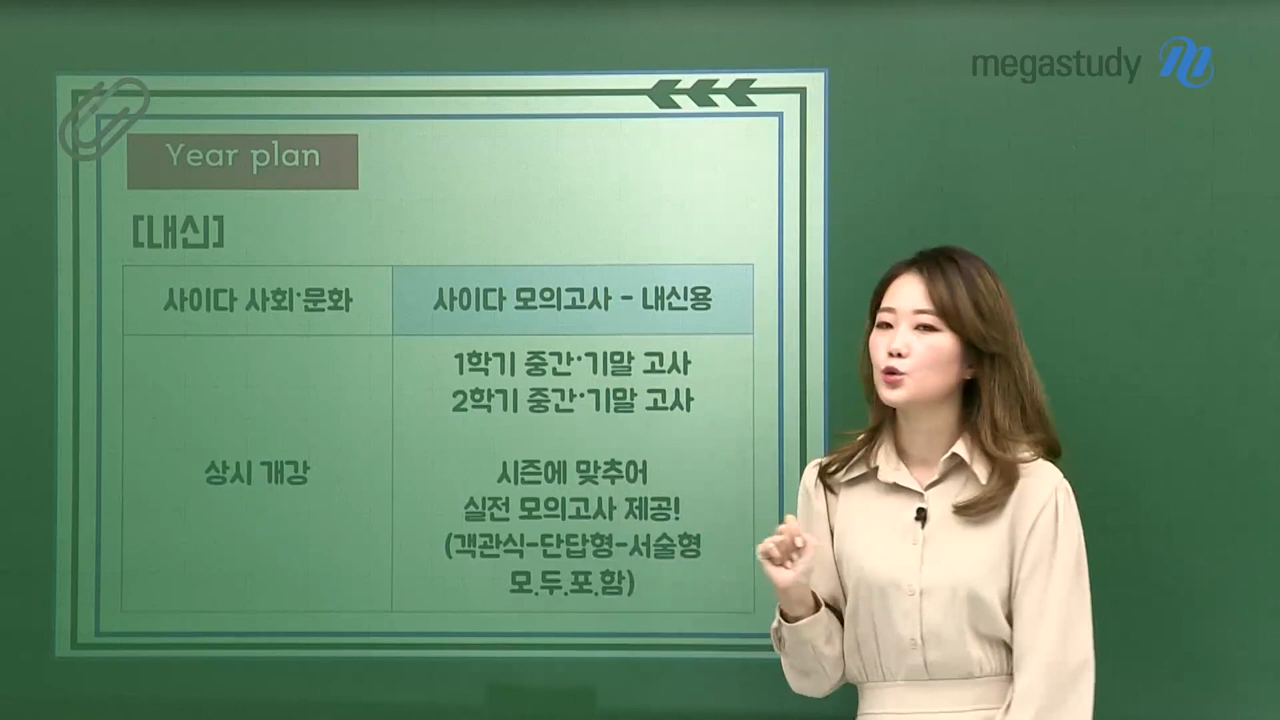 megastudy
Year plan
[내신]
사이다 사회·문화
사이다 모의고사 - 내신용
상시 개강
1학기 중간·기말 고사
2학기 중간·기말 고사
시즌에 맞추어
실전 모의고사 제공!
(객관식-단답형-서술형
모.두.포.함)